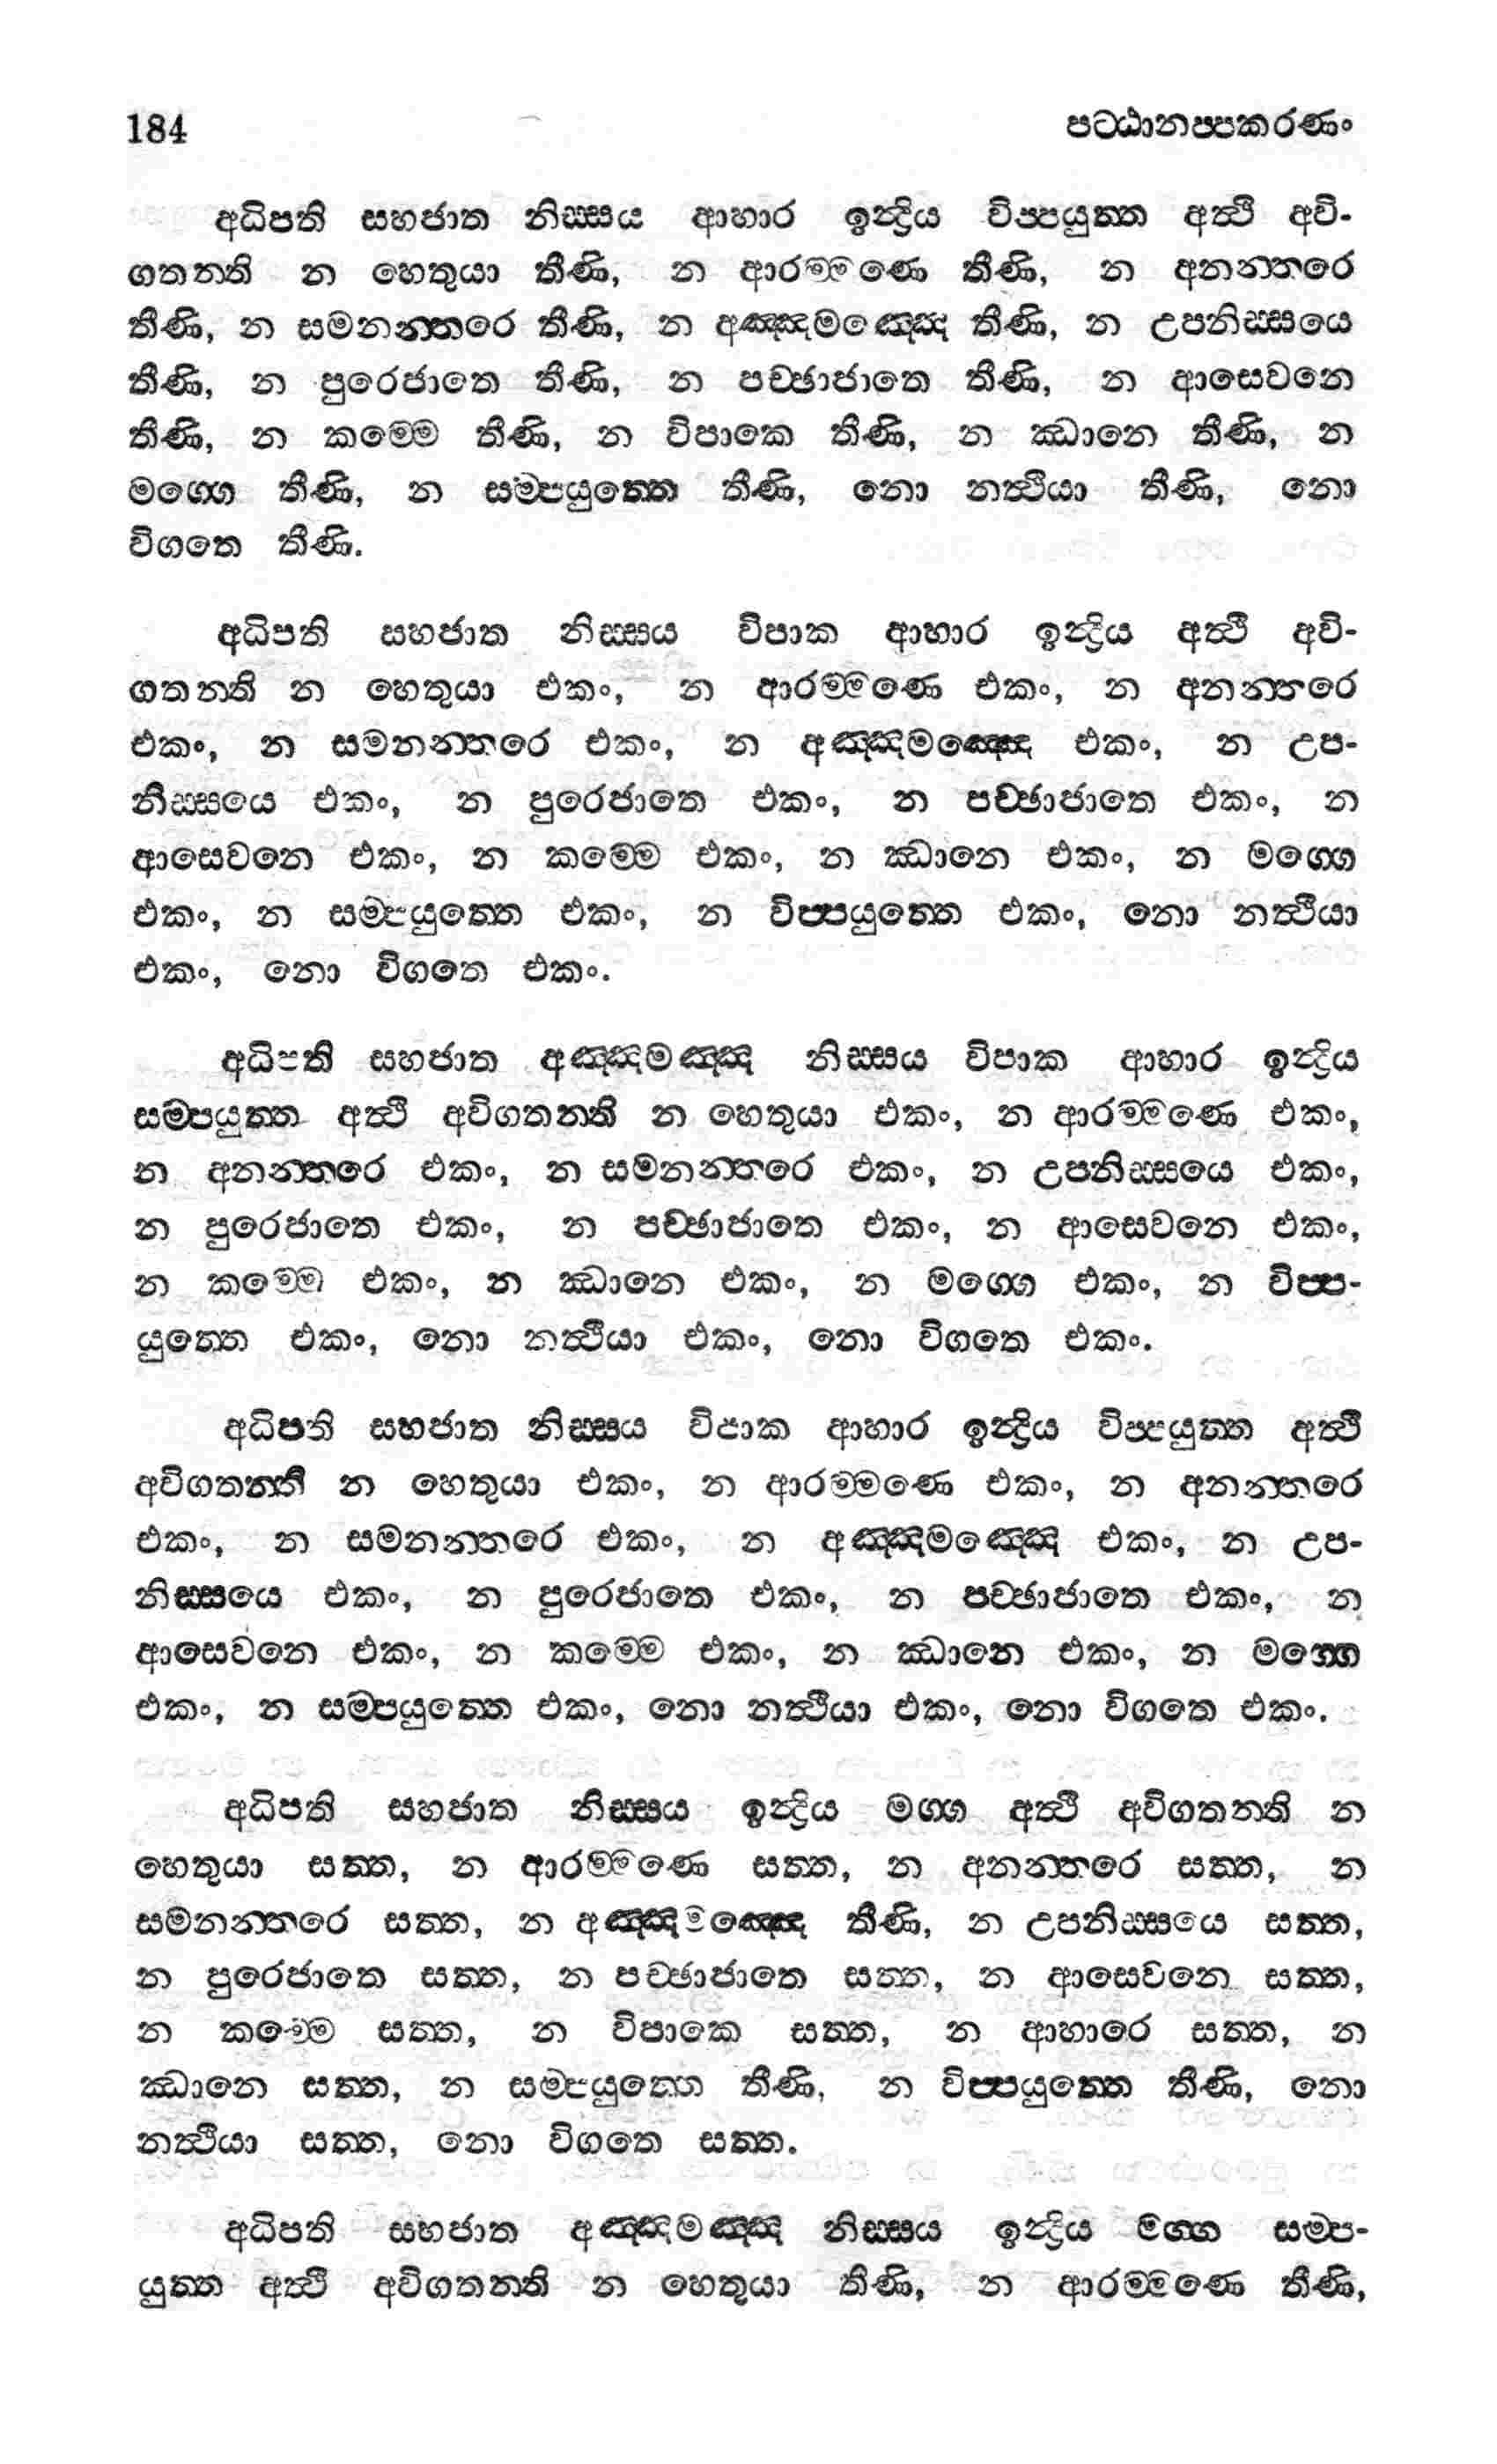 184 පට්ඨානප්පකරණං
අධිපති සහජාත නිස්සය ආහාර ඉන්ද්‍රිය විප්පයුත්ත අත්ථි අවි-
ගතන්ති න හෙතුයා තීණි, න ආරම්මණෙ තීණි, න අනන්තරෙ
තීණි, න සමනන්තරෙ තීණි, න අඤ්ඤමඤ්ඤෙ තීණි, න උපනිස්සයෙ
තීණි, න පුරෙජාතෙ තීණි, න පච්ඡාජාතෙ තීණි, න ආසෙවනෙ
තීණි, න කම්මෙ තීණි, න විපාකෙ තීණි, න ඣානෙ තීණි, න
මග්ගෙ තීණි, න සම්පයුත්තෙ තීණි, නො නත්ථියා තීණි, නො
විගතෙ තීණි.
අධිපති සහජාත නිස්සය විපාක ආහාර ඉන්ද්‍රිය අත්ථි අවි-
ගතන්ති න හෙතුයා එකං, න ආරම්මණෙ එකං, න අනන්තරෙ
එකං, න සමනන්තරෙ එකං, න අඤ්ඤමඤ්ඤෙ එකං, න උප-
නිස්සයෙ එකං, න පුරෙජාතෙ එකං, න පච්ඡාජාතෙ එකං, න
ආසෙවනෙ එකං, න කම්මෙ එකං, න ඣානෙ එකං, න මග්ගෙ
එකං, න සම්පයුත්තෙ එකං, න විප්පයුත්තෙ එකං, නො නත්ථියා
එකං, නො විගතෙ එකං.
අධිපති සහජාත අඤ්ඤමඤ්ඤ නිස්සය විපාක ආහාර ඉන්ද්‍රිය
සම්පයුත්ත අත්ථි අවිගතන්ති න හෙතුයා එකං, න ආරම්මණෙ එකං,
න අනන්තරෙ එකං, න සමනන්තරෙ එකං, න උපනිස්සයෙ එකං,
න පුරෙජාතෙ එකං, න පච්ඡාජාතෙ එකං, න ආසෙවනෙ එකං,
න කම්මෙ එකං, න ඣානෙ එකං, න මග්ගෙ එකං, න විප්ප-
යුත්තෙ එකං, නො නත්ථියා එකං, නො විගතෙ එකං.
අධිපති සහජාත නිස්සය විපාක ආහාර ඉන්ද්‍රිය විප්පයුත්ත අත්ථි
අවිගතන්ති න හෙතුයා එකං, න ආරම්මණෙ එකං, න අනන්තරෙ
එකං, න සමනන්තරෙ එකං, න අඤ්ඤමඤ්ඤෙ එකං, න උප-
නිස්සයෙ එකං, න පුරෙජාතෙ එකං, න පච්ඡාජාතෙ එකං, න
ආසෙවනෙ එකං, න කම්මෙ එකං, න ඣානෙ එකං, න මග්ගෙ
එකං, න සම්පයුත්තෙ එකං, නො නත්ථියා එකං, නො විගතෙ එකං.
අධිපති සහජාත නිස්සය ඉන්ද්‍රිය මග්ග අත්ථි අවිගතන්ති න
හෙතුයා සත්ත, න ආරම්මණෙ සත්ත, න අනන්තරෙ සත්ත, න
සමනන්තරෙ සත්ත, න අඤ්ඤමඤ්ඤෙ තීණි, න උපනිස්සයෙ සත්ත,
න පුරෙජාතෙ සත්ත, න පච්ඡාජාතෙ සත්ත, න ආසෙවනෙ සත්ත,
න කම්මෙ සත්ත, න විපාකෙ සත්ත, න ආහාරෙ සත්ත, න
ඣානෙ සත්ත, න සම්පයුත්තෙ තීණි, න විප්පයුත්තෙ තීණි, නො
නත්ථියා සත්ත, නො විගතෙ සත්ත.
අධිපති සහජාත අඤ්ඤමඤ්ඤ නිස්සය ඉන්ද්‍රිය මග්ග සම්ප-
යුත්ත අත්ථි අවිගතන්ති න හෙතුයා තිණි, න ආරම්මණෙ තීණි,